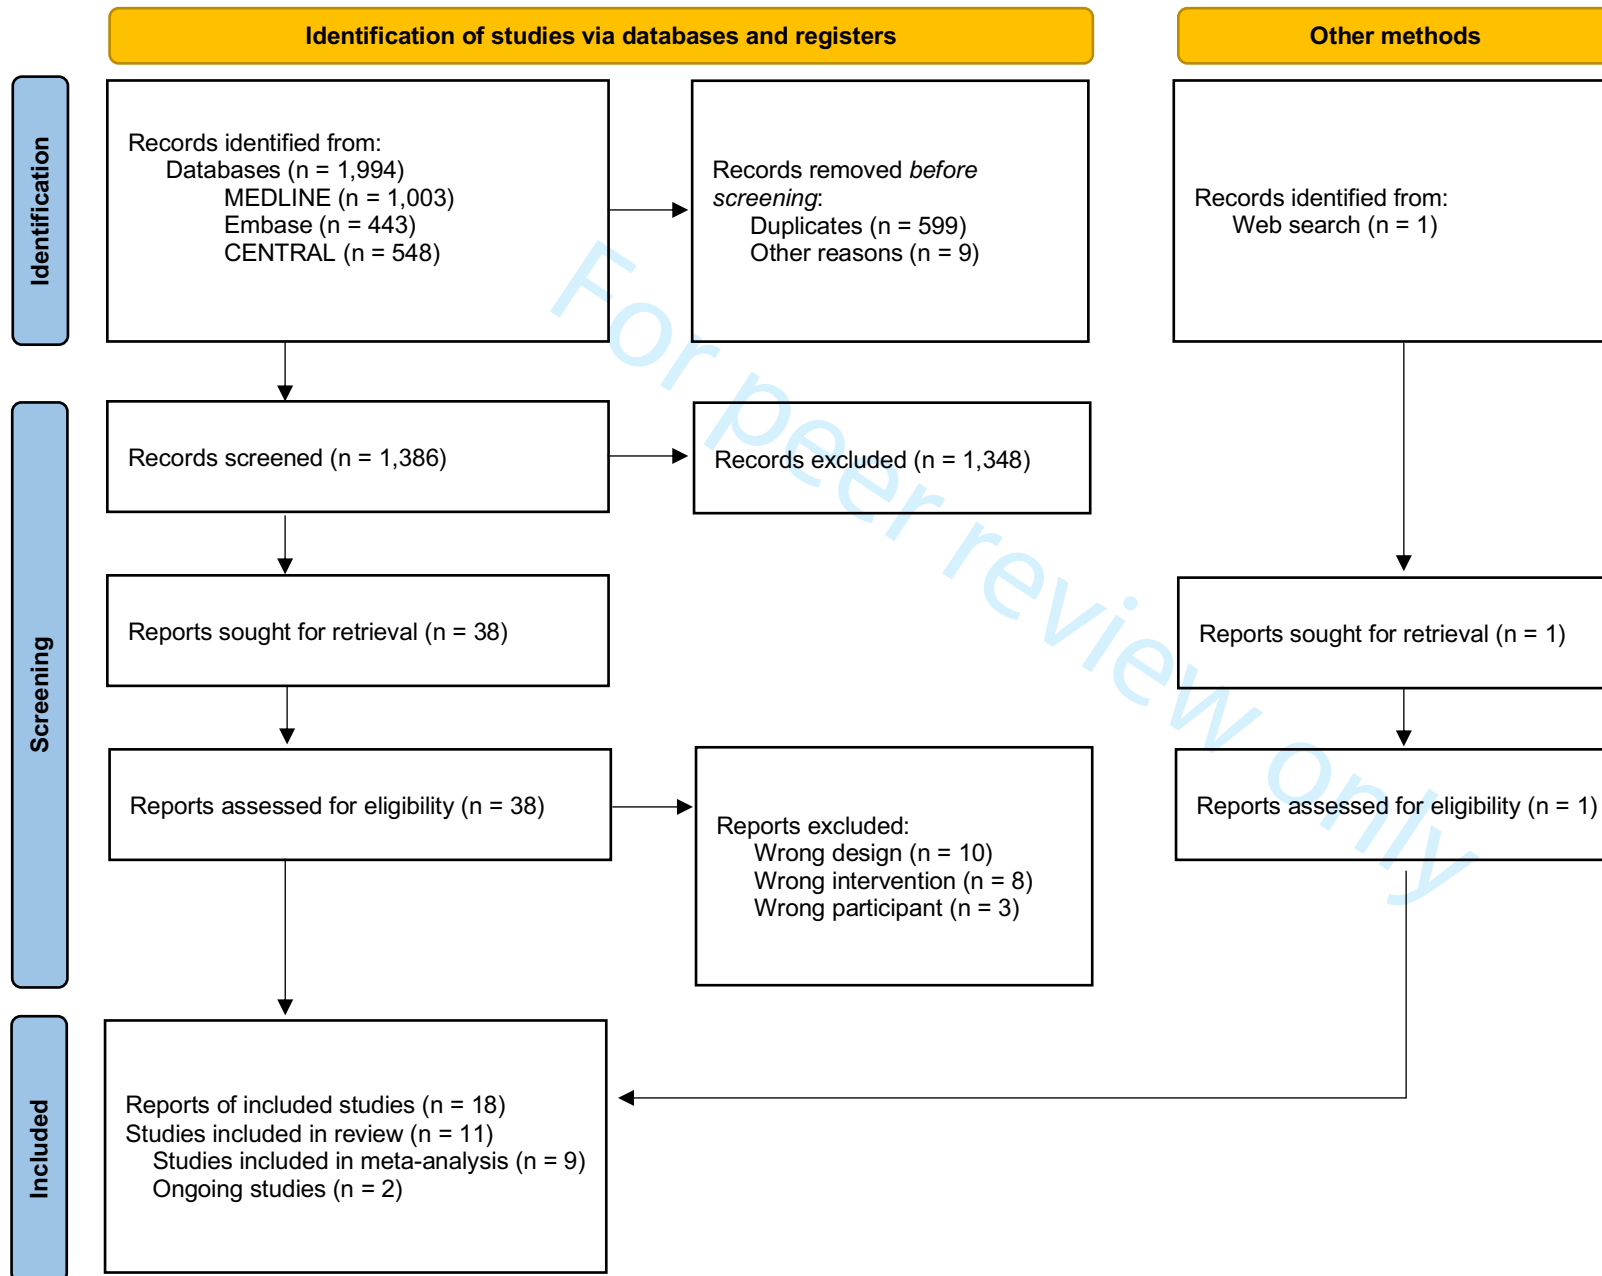 Identification of studies via databases and registers
Other methods
Identification
Records identified from:
Databases (n = 1,994)
MEDLINE (n = 1,003)
Embase (n = 443)
CENTRAL (n = 548)
Records removed before
screening:
Duplicates (n = 599)
Other reasons (n = 9)
Records identified from:
Web search (n = 1)
Screening
Records screened (n = 1,386)
Records excluded (n = 1,348)
Reports sought for retrieval (n = 38)
Reports sought for retrieval (n = 1)
Reports assessed for eligibility (n = 38)
Reports excluded:
Wrong design (n = 10)
Wrong intervention (n = 8)
Wrong participant (n = 3)
Reports assessed for eligibility (n = 1)
Included
Reports of included studies (n = 18)
Studies included in review (n = 11)
Studies included in meta-analysis (n = 9)
Ongoing studies (n = 2)
For peer review only